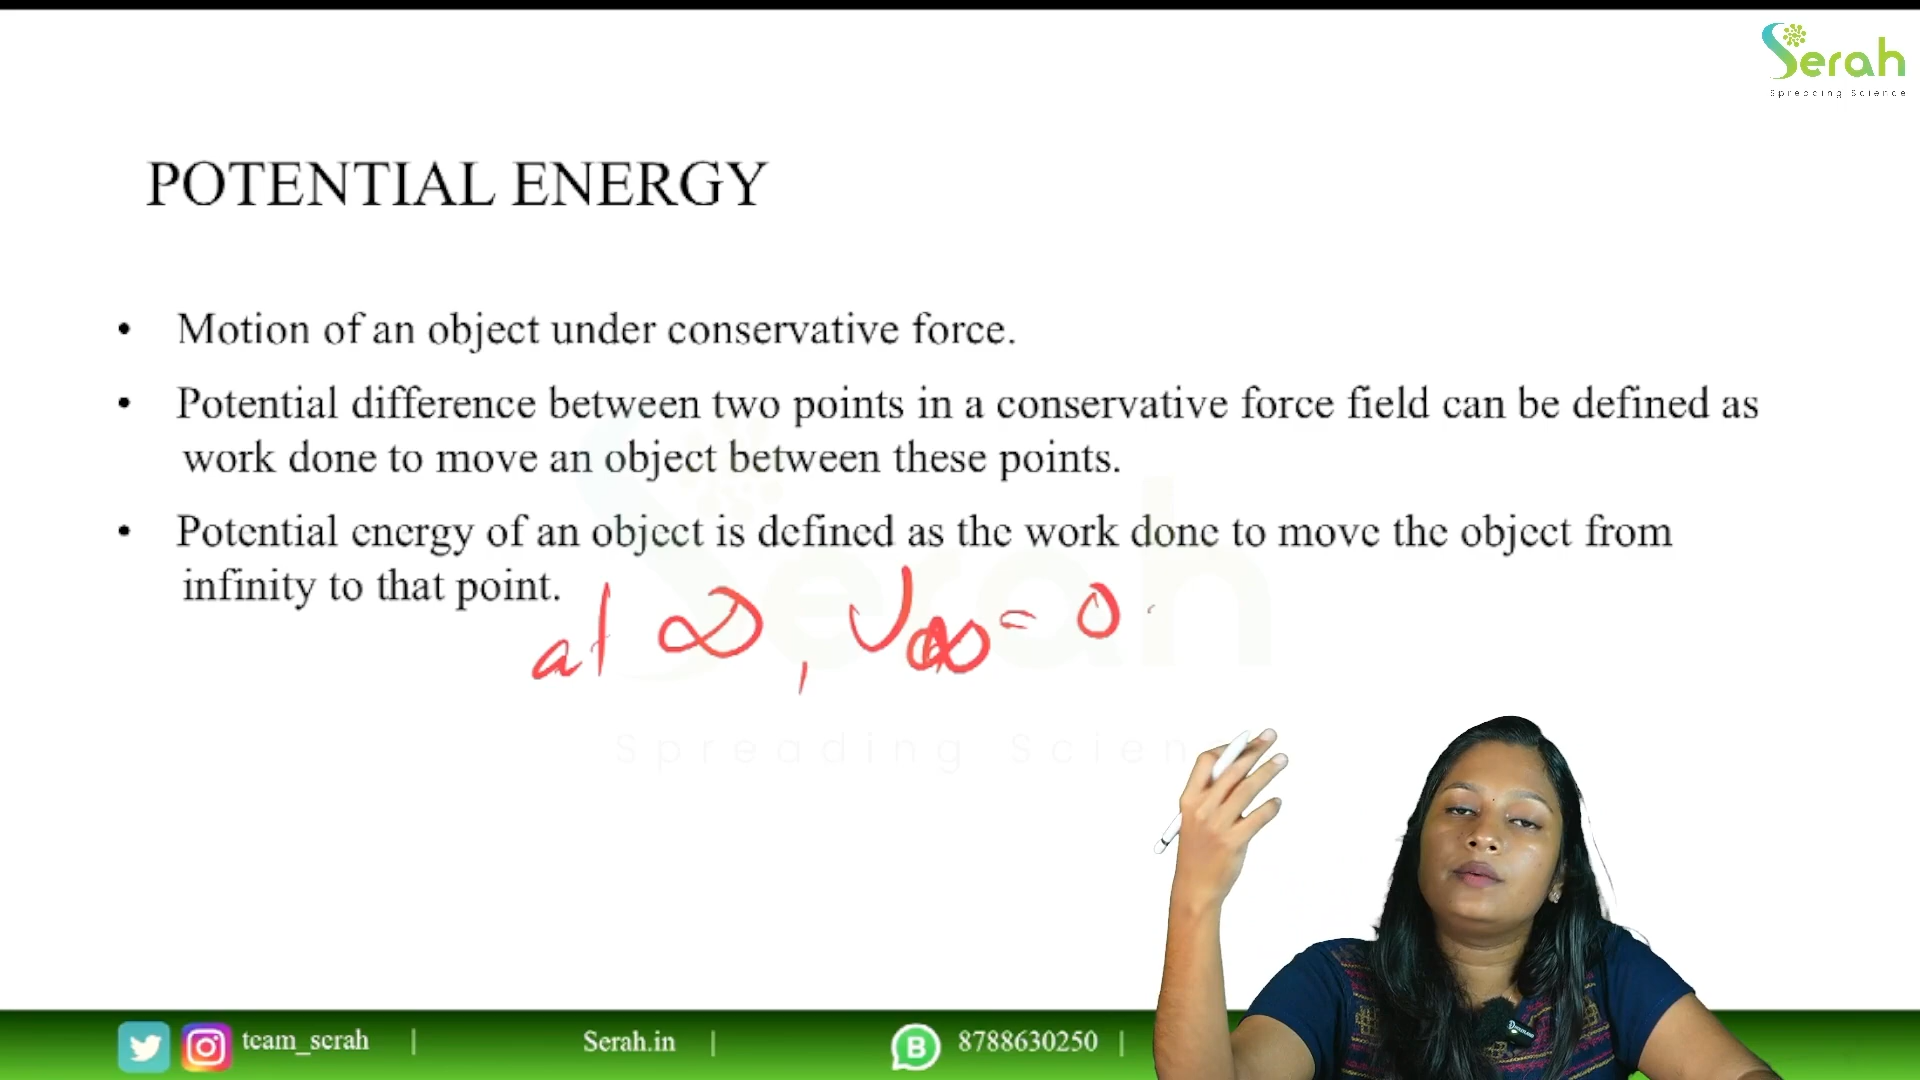 Serah
Spreading Science
POTENTIAL ENERGY
• Motion of an object under conservative force.
• Potential difference between two points in a conservative force field can be defined as
work done to move an object between these points.
• Potential energy of an object is defined as the work done to move the object from
infinity to that point.
at ∞, U∞ = 0
Serah
Spreading Scien
team_serah | Serah.in | 8788630250 |